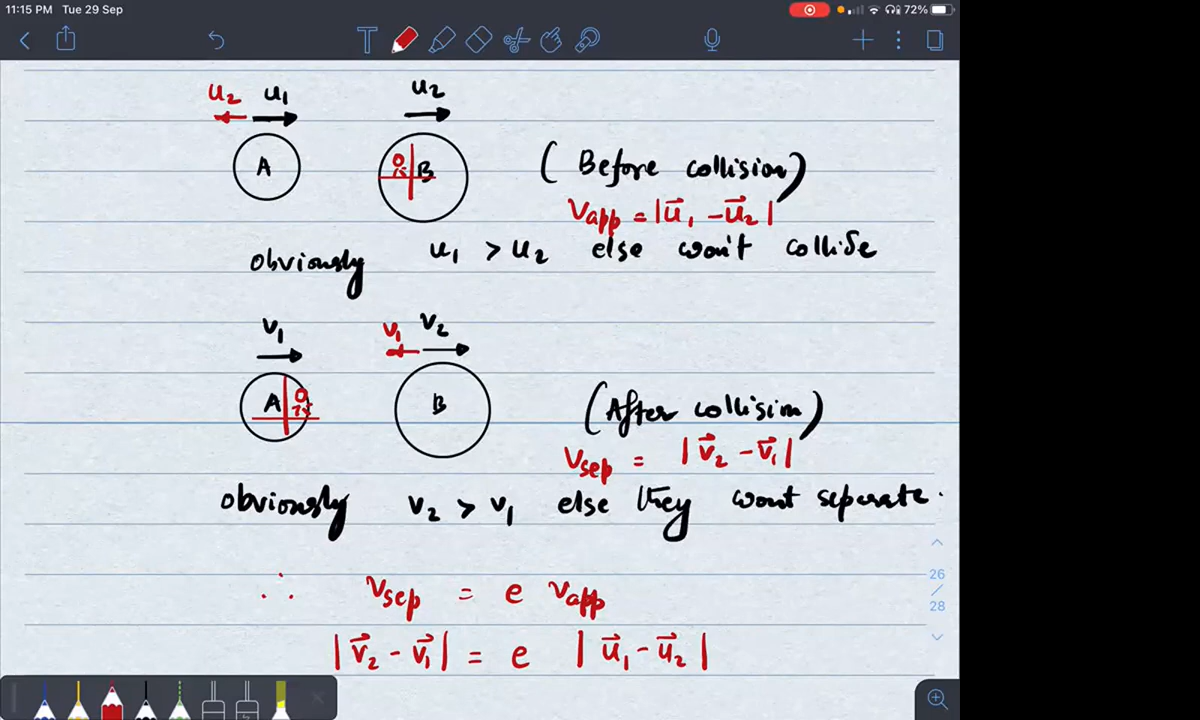 11:15 PM Tue 29 Sep 72%
T
u₂ u₁ u₂
A B (Before collision)
Vapp = |u⃗₁ - u⃗₂|
obviously u₁ > u₂ else won't collide
v₁ v₁ v₂
A B (After collision)
Vsep = |v⃗₂ - v⃗₁|
obviously v₂ > v₁ else they wont separate.
26
/
28
∴ Vsep = e Vapp
|v⃗₂ - v⃗₁| = e |u⃗₁ - u⃗₂|